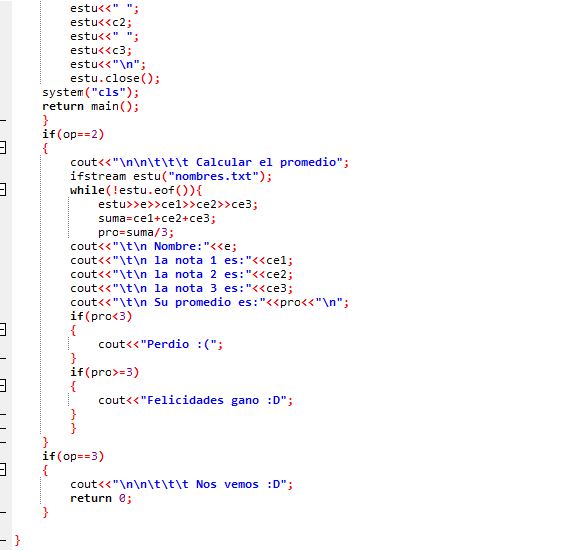 estu<<" ";
estu<<c2;
estu<<" ";
estu<<c3;
estu<<"\n";
estu.close();
system("cls");
return main();
}
if(op==2)
{
cout<<"\n\n\t\t\t Calcular el promedio";
ifstream estu("nombres.txt");
while(!estu.eof()){
estu>>e>>ce1>>ce2>>ce3;
suma=ce1+ce2+ce3;
pro=suma/3;
cout<<"\t\n Nombre:"<<e;
cout<<"\t\n la nota 1 es:"<<ce1;
cout<<"\t\n la nota 2 es:"<<ce2;
cout<<"\t\n la nota 3 es:"<<ce3;
cout<<"\t\n Su promedio es:"<<pro<<"\n";
if(pro<3)
{
cout<<"Perdio :(";
}
if(pro>=3)
{
cout<<"Felicidades gano :D";
}
}
}
if(op==3)
{
cout<<"\n\n\t\t\t Nos vemos :D";
return 0;
}
}